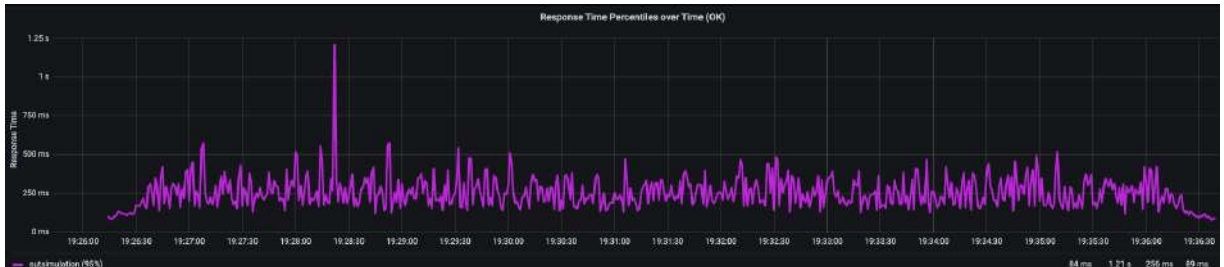 Response Time Percentiles over Time (OK)
1.25 s
1 s
750 ms
500 ms
250 ms
0 ms
Response Time
19:26:00 19:26:30 19:27:00 19:27:30 19:28:00 19:28:30 19:29:00 19:29:30 19:30:00 19:30:30 19:31:00 19:31:30 19:32:00 19:32:30 19:33:00 19:33:30 19:34:00 19:34:30 19:35:00 19:35:30 19:36:00 19:36:30
outsimulation (95%) 84 ms 1.21 s 256 ms 89 ms